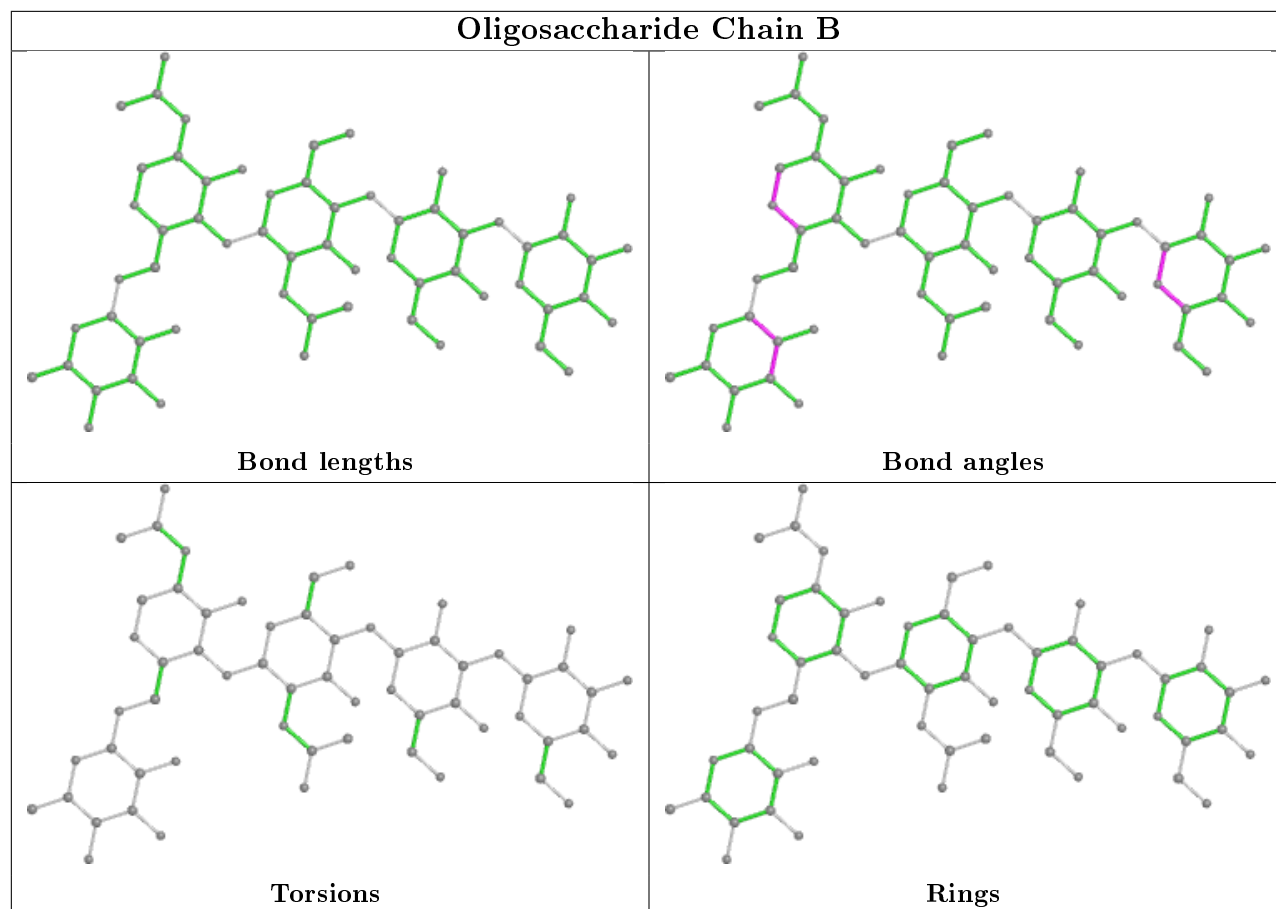 Oligosaccharide Chain B
Bond lengths
Bond angles
Torsions
Rings